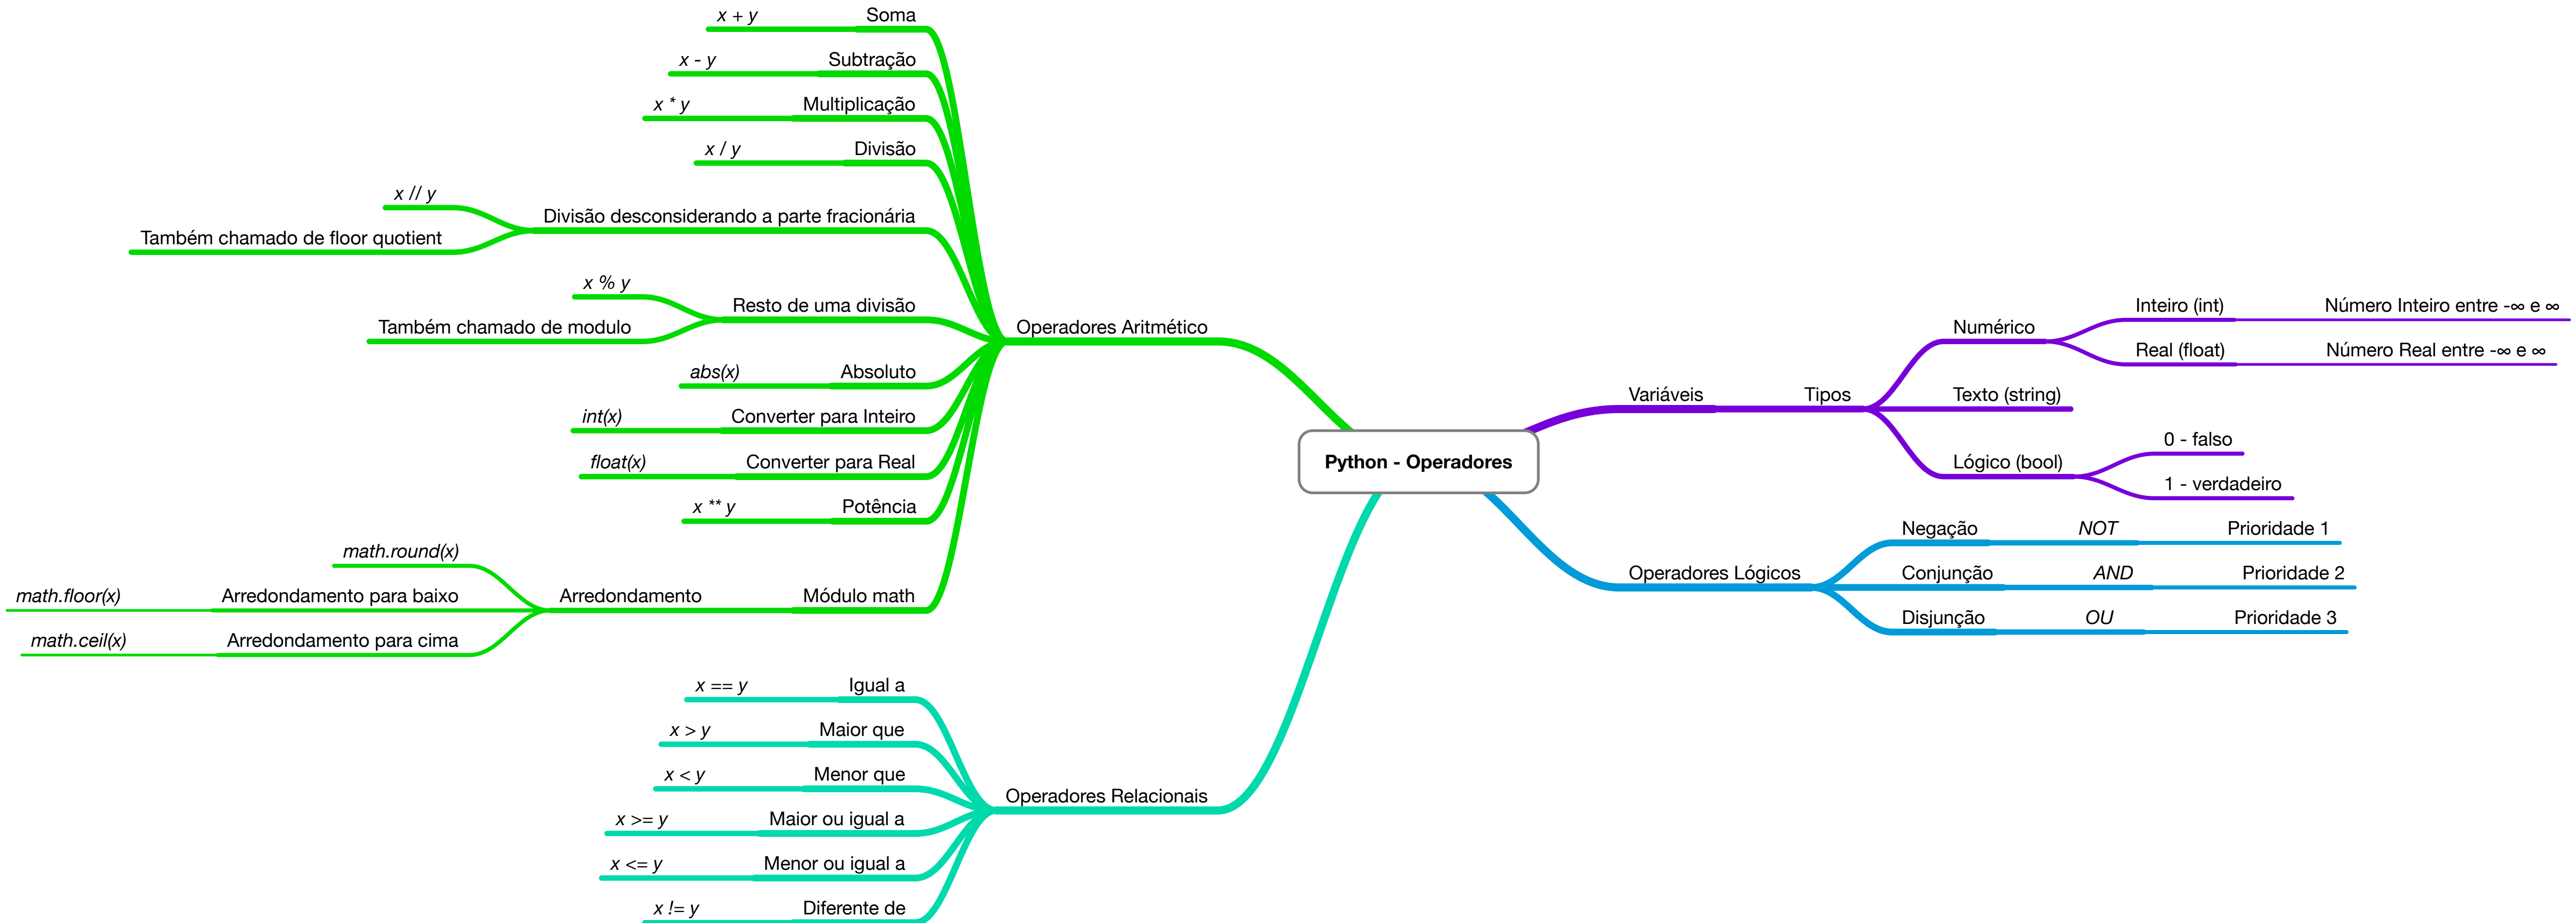 Python - Operadores
Operadores Aritmético
Soma
x + y
Subtração
x - y
Multiplicação
x * y
Divisão
x / y
Divisão desconsiderando a parte fracionária
x // y
Também chamado de floor quotient
Resto de uma divisão
x % y
Também chamado de modulo
Absoluto
abs(x)
Converter para Inteiro
int(x)
Converter para Real
float(x)
Potência
x ** y
Módulo math
Arredondamento
math.round(x)
Arredondamento para baixo
math.floor(x)
Arredondamento para cima
math.ceil(x)
Operadores Relacionais
Igual a
x == y
Maior que
x > y
Menor que
x < y
Maior ou igual a
x >= y
Menor ou igual a
x <= y
Diferente de
x != y
Variáveis
Tipos
Numérico
Inteiro (int)
Número Inteiro entre -∞ e ∞
Real (float)
Número Real entre -∞ e ∞
Texto (string)
Lógico (bool)
0 - falso
1 - verdadeiro
Operadores Lógicos
Negação
NOT
Prioridade 1
Conjunção
AND
Prioridade 2
Disjunção
OU
Prioridade 3